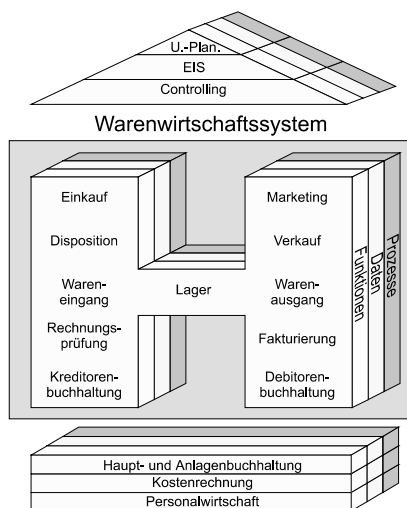 U.-Plan.
EIS
Controlling
Warenwirtschaftssystem
Einkauf
Disposition
Waren-
eingang
Rechnungs-
prüfung
Kreditoren-
buchhaltung
Lager
Marketing
Verkauf
Waren-
ausgang
Fakturierung
Debitoren-
buchhaltung
Funktionen
Daten
Prozesse
Haupt- und Anlagenbuchhaltung
Kostenrechnung
Personalwirtschaft